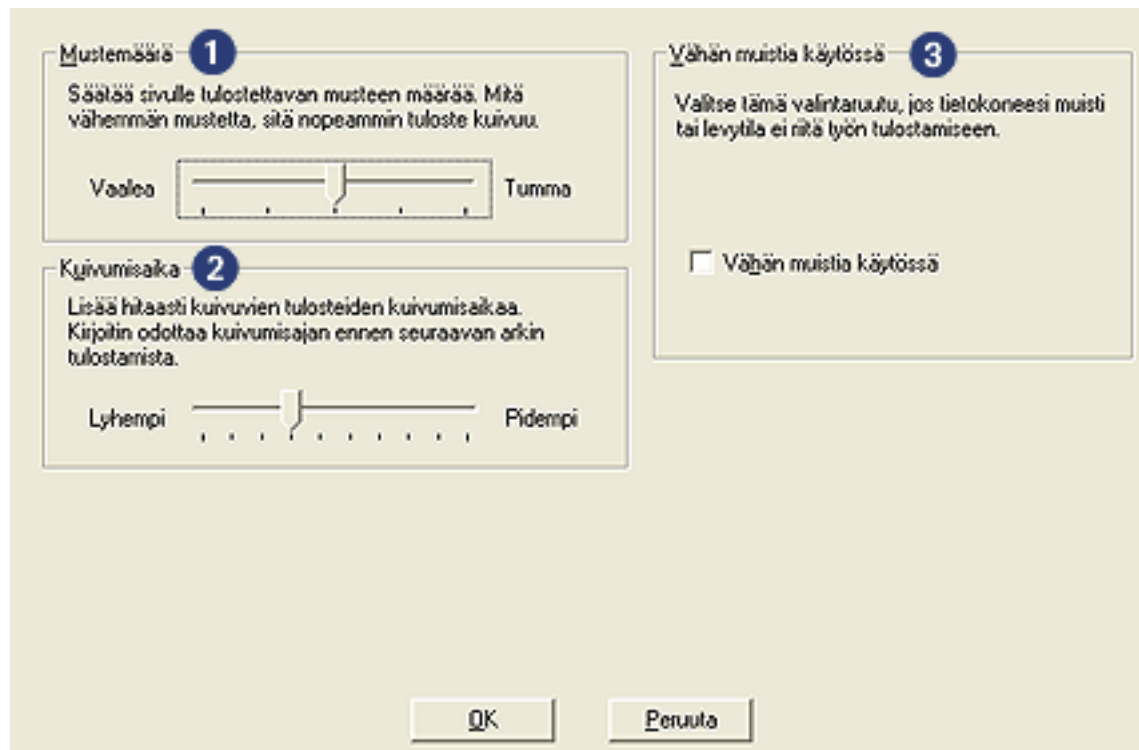 Mustemäärä 1
Säätää sivulle tulostettavan musteen määrää. Mitä
vähemmän mustetta, sitä nopeammin tuloste kuivuu.
Vaalea Tumma
Kuivumisaika 2
Lisää hitaasti kuivuvien tulosteiden kuivumisaikaa.
Kirjoitin odottaa kuivumisajan ennen seuraavan arkin
tulostamista.
Lyhempi Pidempi
Vähän muistia käytössä 3
Valitse tämä valintaruutu, jos tietokoneesi muisti
tai levytila ei riitä työn tulostamiseen.
Vähän muistia käytössä
OK Peruuta